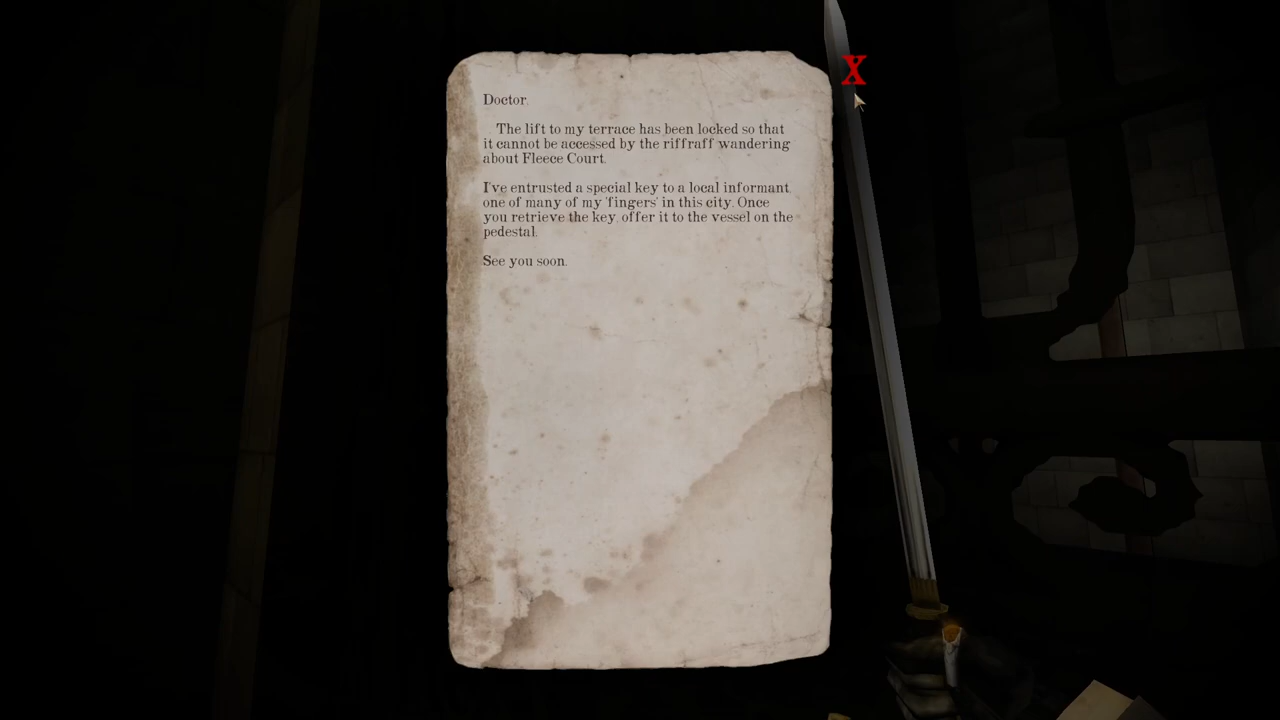 Doctor,
The lift to my terrace has been locked so that
it cannot be accessed by the riffraff wandering
about Fleece Court.
I've entrusted a special key to a local informant,
one of many of my 'fingers' in this city. Once
you retrieve the key, offer it to the vessel on the
pedestal.
See you soon.
X